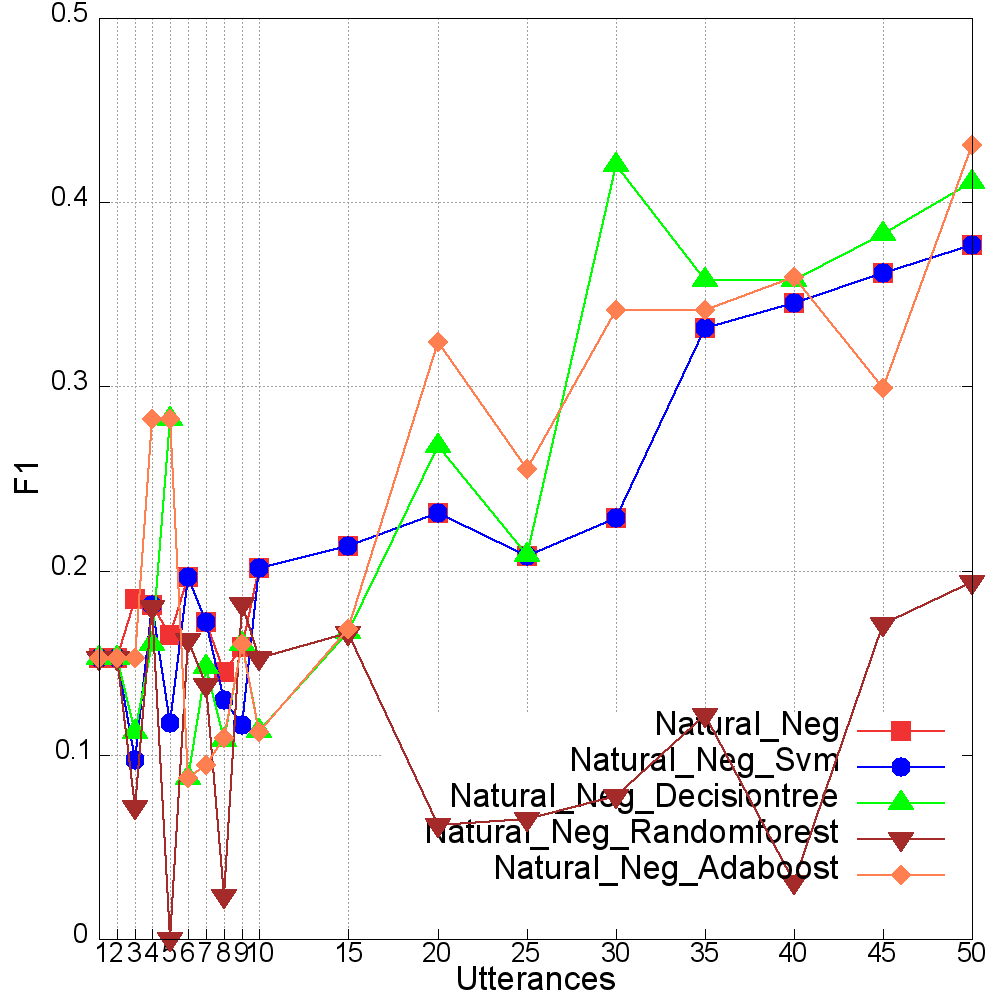 0.5
0.4
0.3
0.2
0.1
0
F1
Natural_Neg
Natural_Neg_Svm
Natural_Neg_Decisiontree
Natural_Neg_Randomforest
Natural_Neg_Adaboost
1 2 3 4 5 6 7 8 9 10 15 20 25 30 35 40 45 50
Utterances